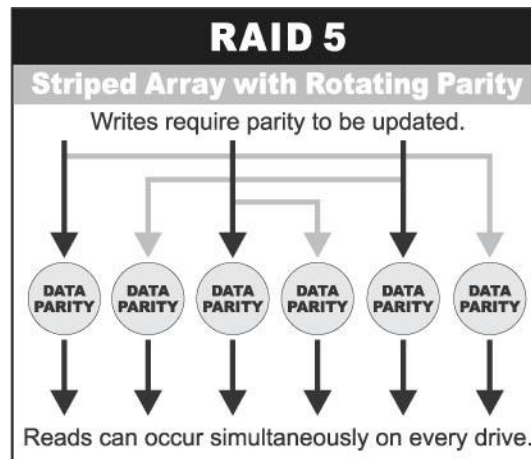 RAID 5
Striped Array with Rotating Parity
Writes require parity to be updated.
DATA DATA DATA DATA DATA DATA
PARITY PARITY PARITY PARITY PARITY PARITY
Reads can occur simultaneously on every drive.